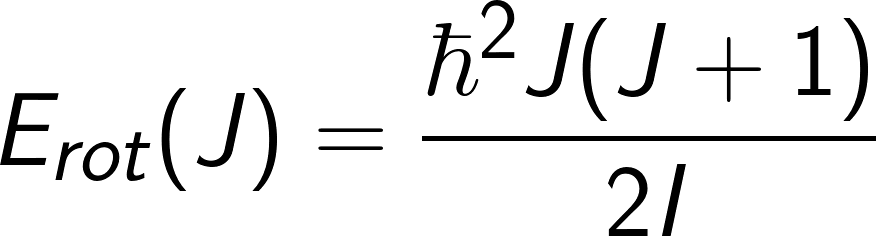 E_{rot}(J) = \frac{\hbar^2 J(J + 1)}{2I}